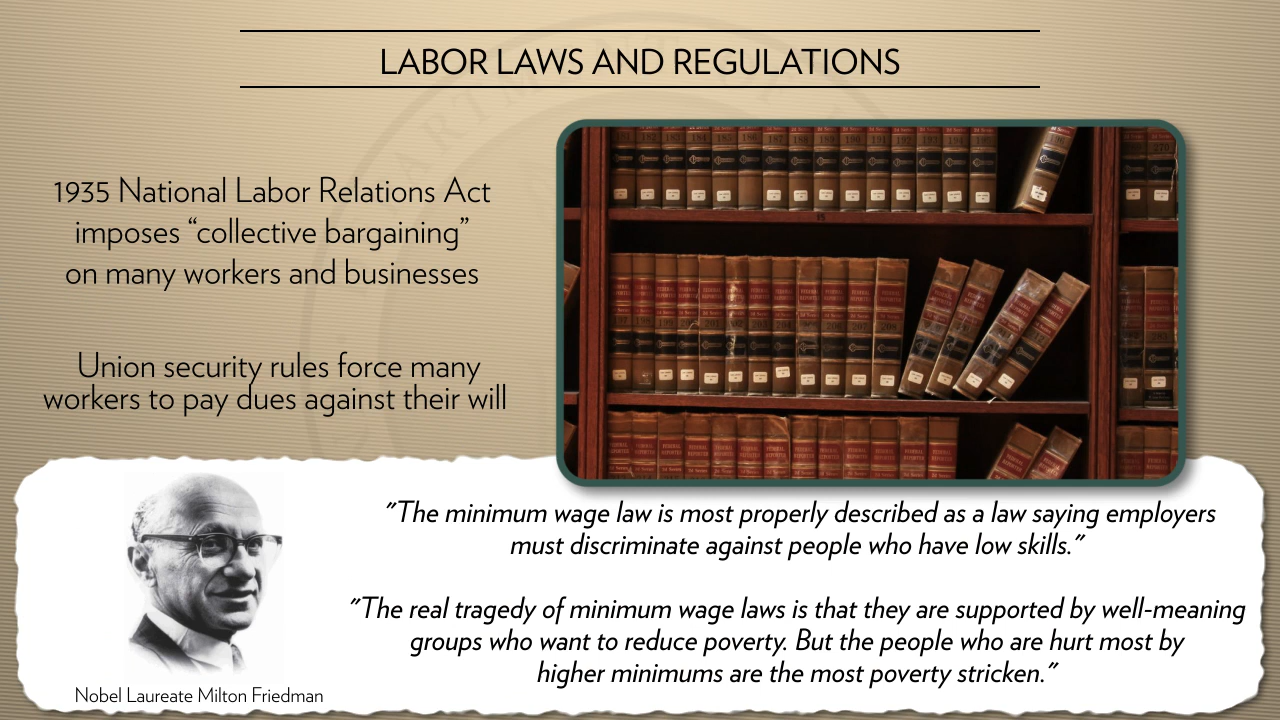 LABOR LAWS AND REGULATIONS
1935 National Labor Relations Act
imposes “collective bargaining”
on many workers and businesses
Union security rules force many
workers to pay dues against their will
"The minimum wage law is most properly described as a law saying employers
must discriminate against people who have low skills."
"The real tragedy of minimum wage laws is that they are supported by well-meaning
groups who want to reduce poverty. But the people who are hurt most by
higher minimums are the most poverty stricken."
Nobel Laureate Milton Friedman